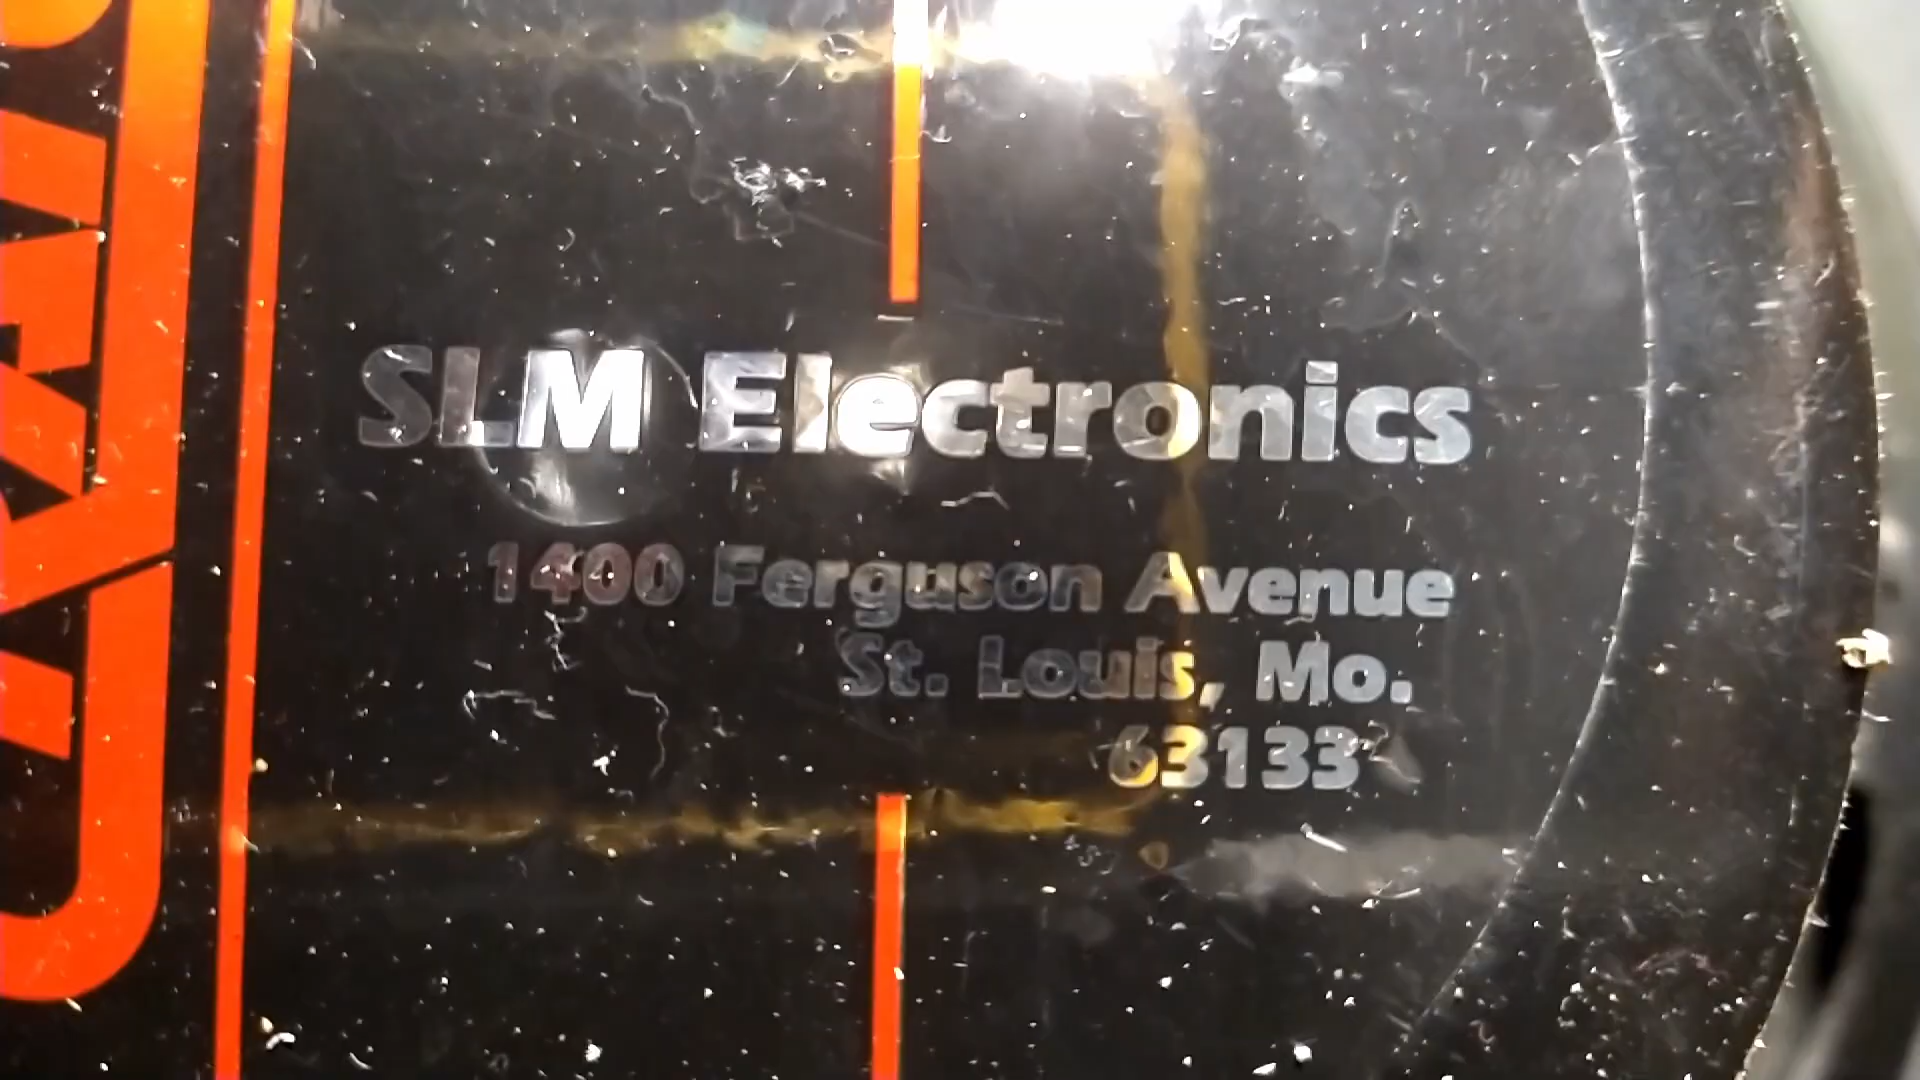 SLM Electronics
1400 Ferguson Avenue
St. Louis, Mo.
63133